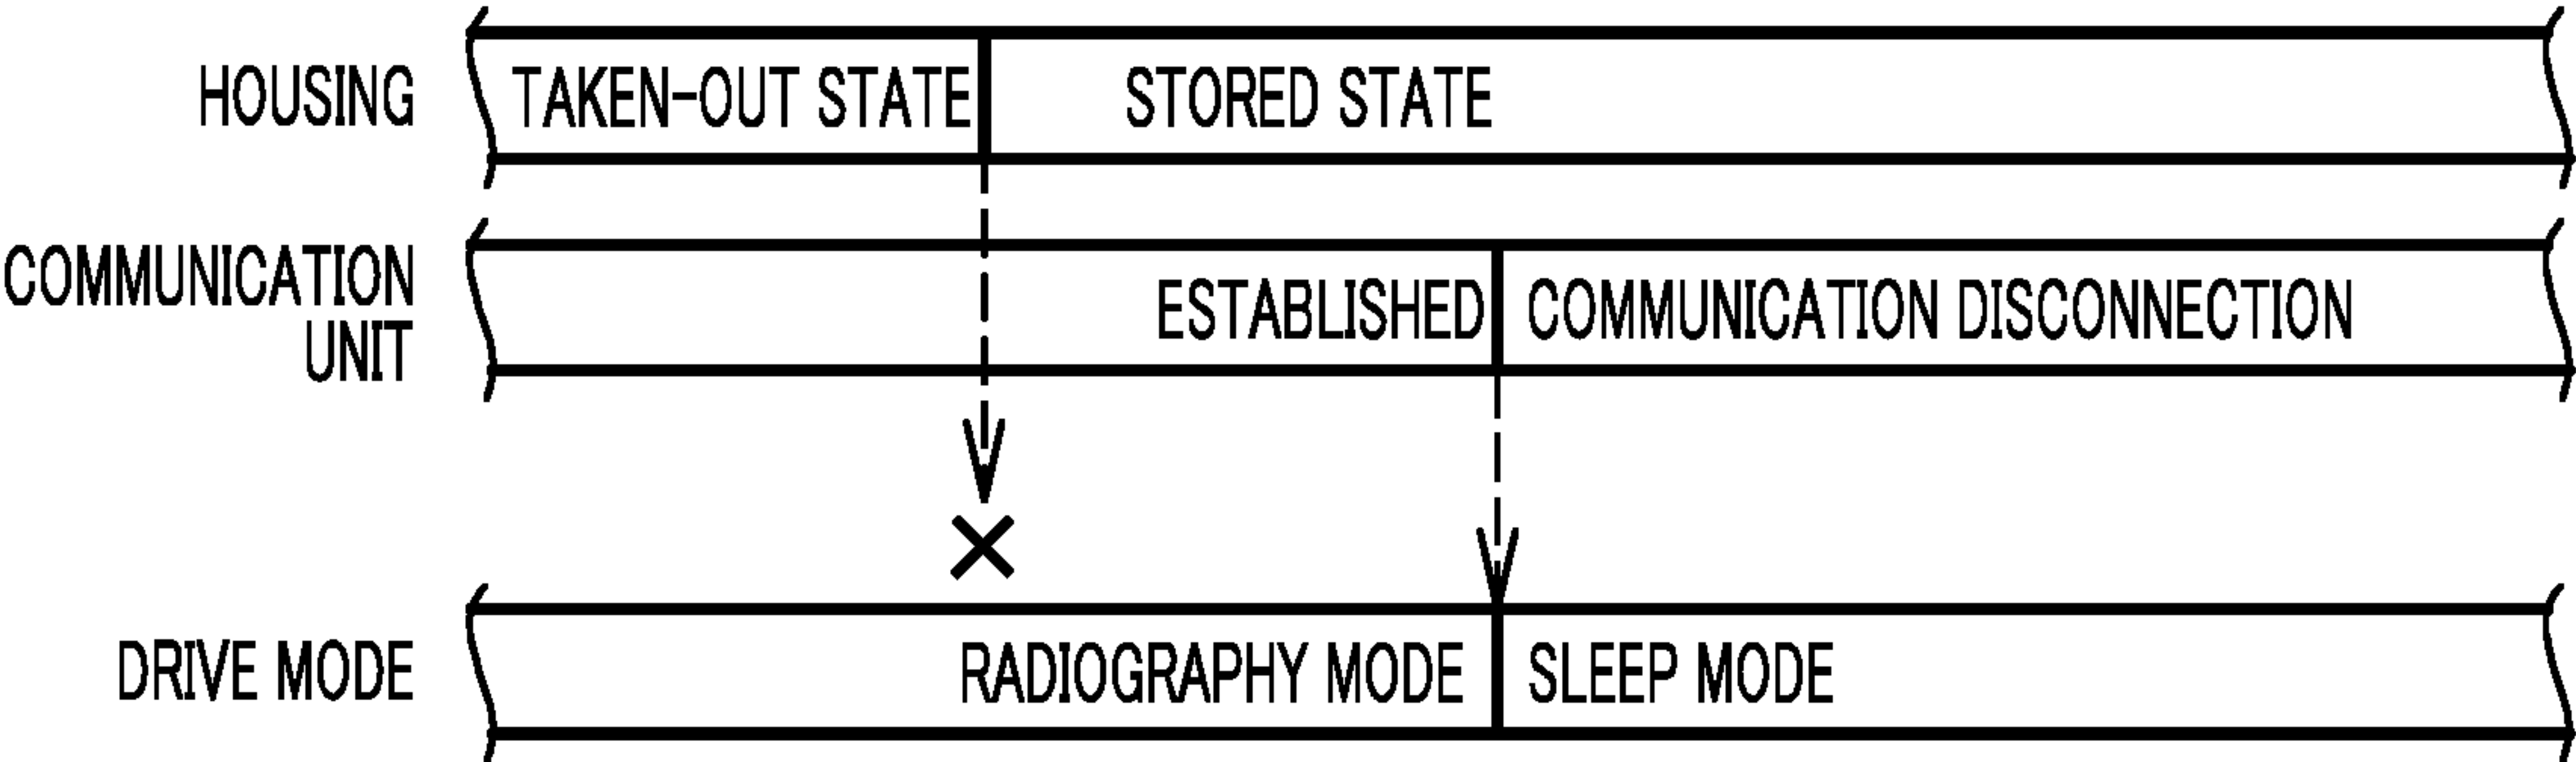 HOUSING
TAKEN-OUT STATE
STORED STATE
COMMUNICATION
UNIT
ESTABLISHED
COMMUNICATION DISCONNECTION
DRIVE MODE
RADIOGRAPHY MODE
SLEEP MODE